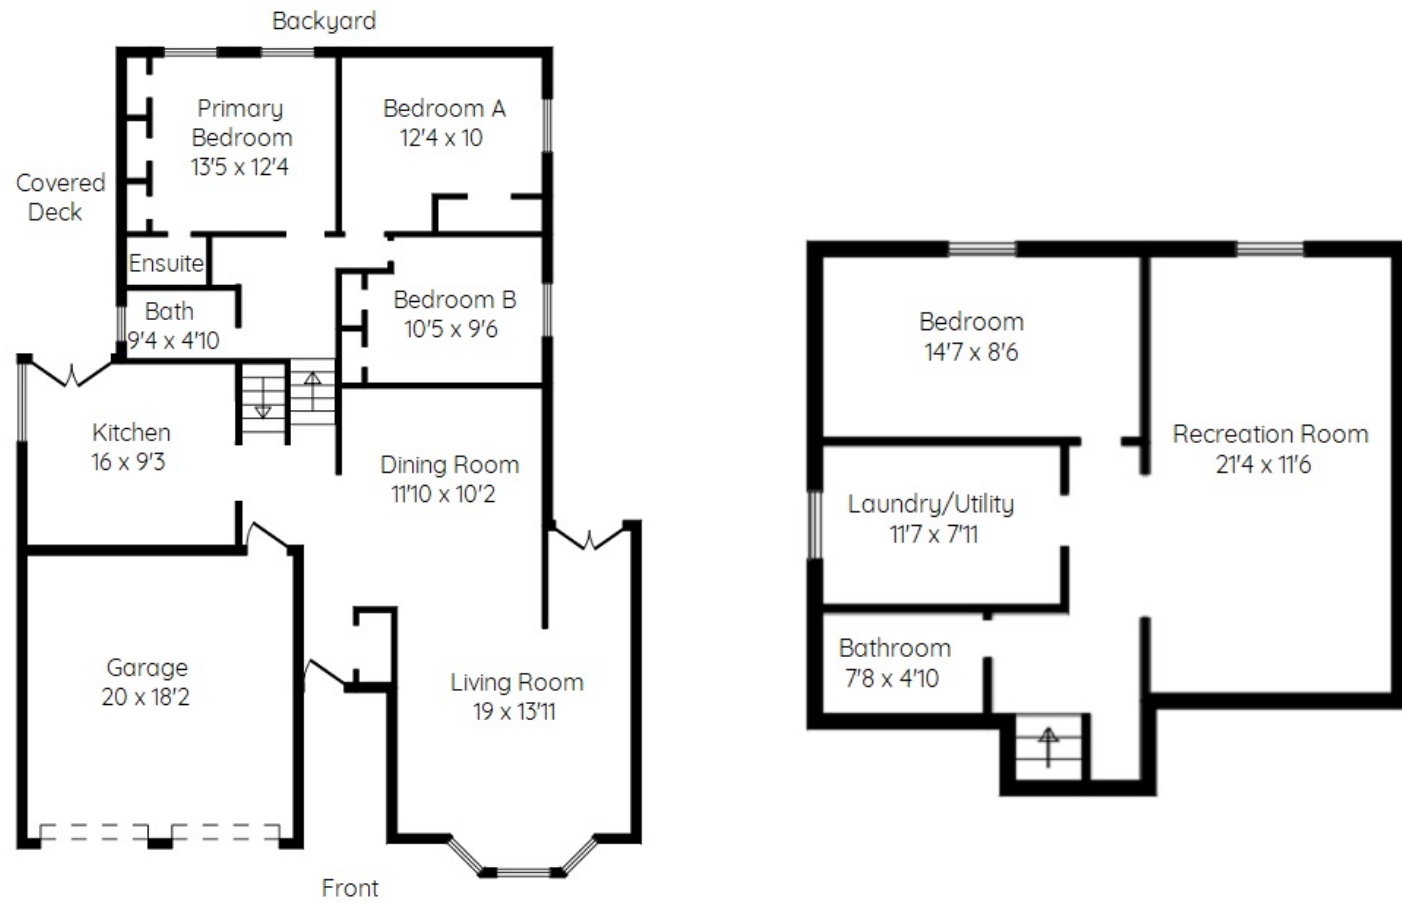 Backyard
Primary
Bedroom
13'5 x 12'4
Bedroom A
12'4 x 10
Covered
Deck
Ensuite
Bath
9'4 x 4'10
Bedroom B
10'5 x 9'6
Kitchen
16 x 9'3
Dining Room
11'10 x 10'2
Garage
20 x 18'2
Living Room
19 x 13'11
Front
Bedroom
14'7 x 8'6
Recreation Room
21'4 x 11'6
Laundry/Utility
11'7 x 7'11
Bathroom
7'8 x 4'10